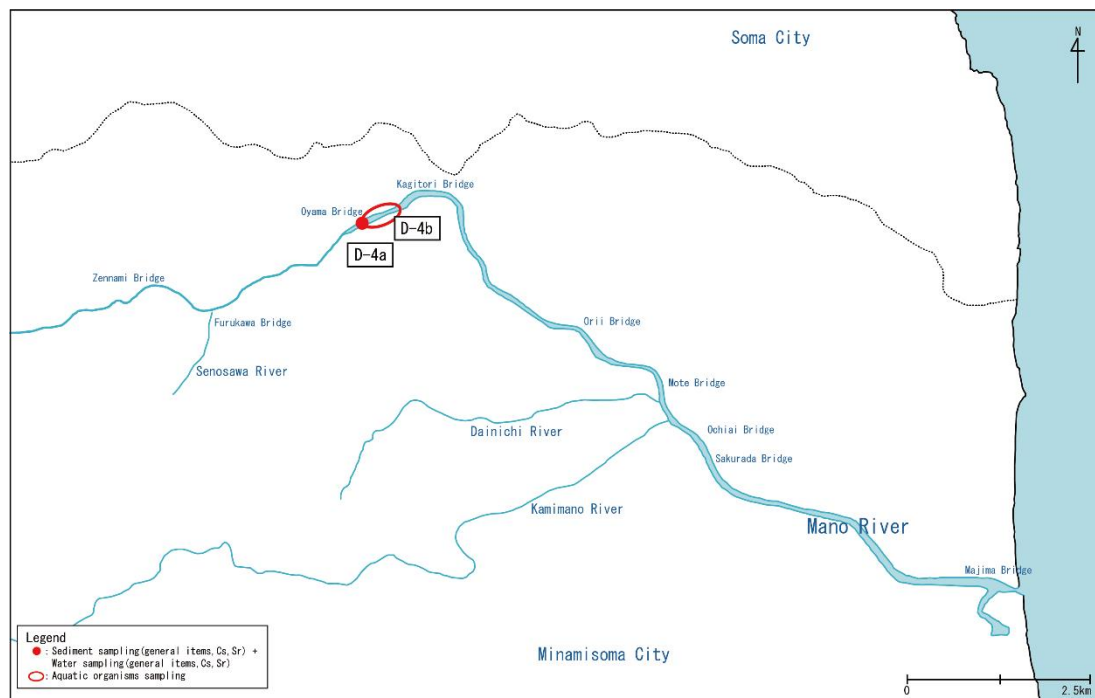 Soma City
N
Kagitori Bridge
Oyama Bridge
D-4b
D-4a
Zennami Bridge
Furukawa Bridge
Orii Bridge
Senosawa River
Mote Bridge
Dainichi River
Ochiai Bridge
Sakurada Bridge
Kamimano River
Mano River
Majima Bridge
Minamisoma City
Legend
: Sediment sampling(general items,Cs,Sr) +
Water sampling(general items,Cs,Sr)
: Aquatic organisms sampling
0
2.5km